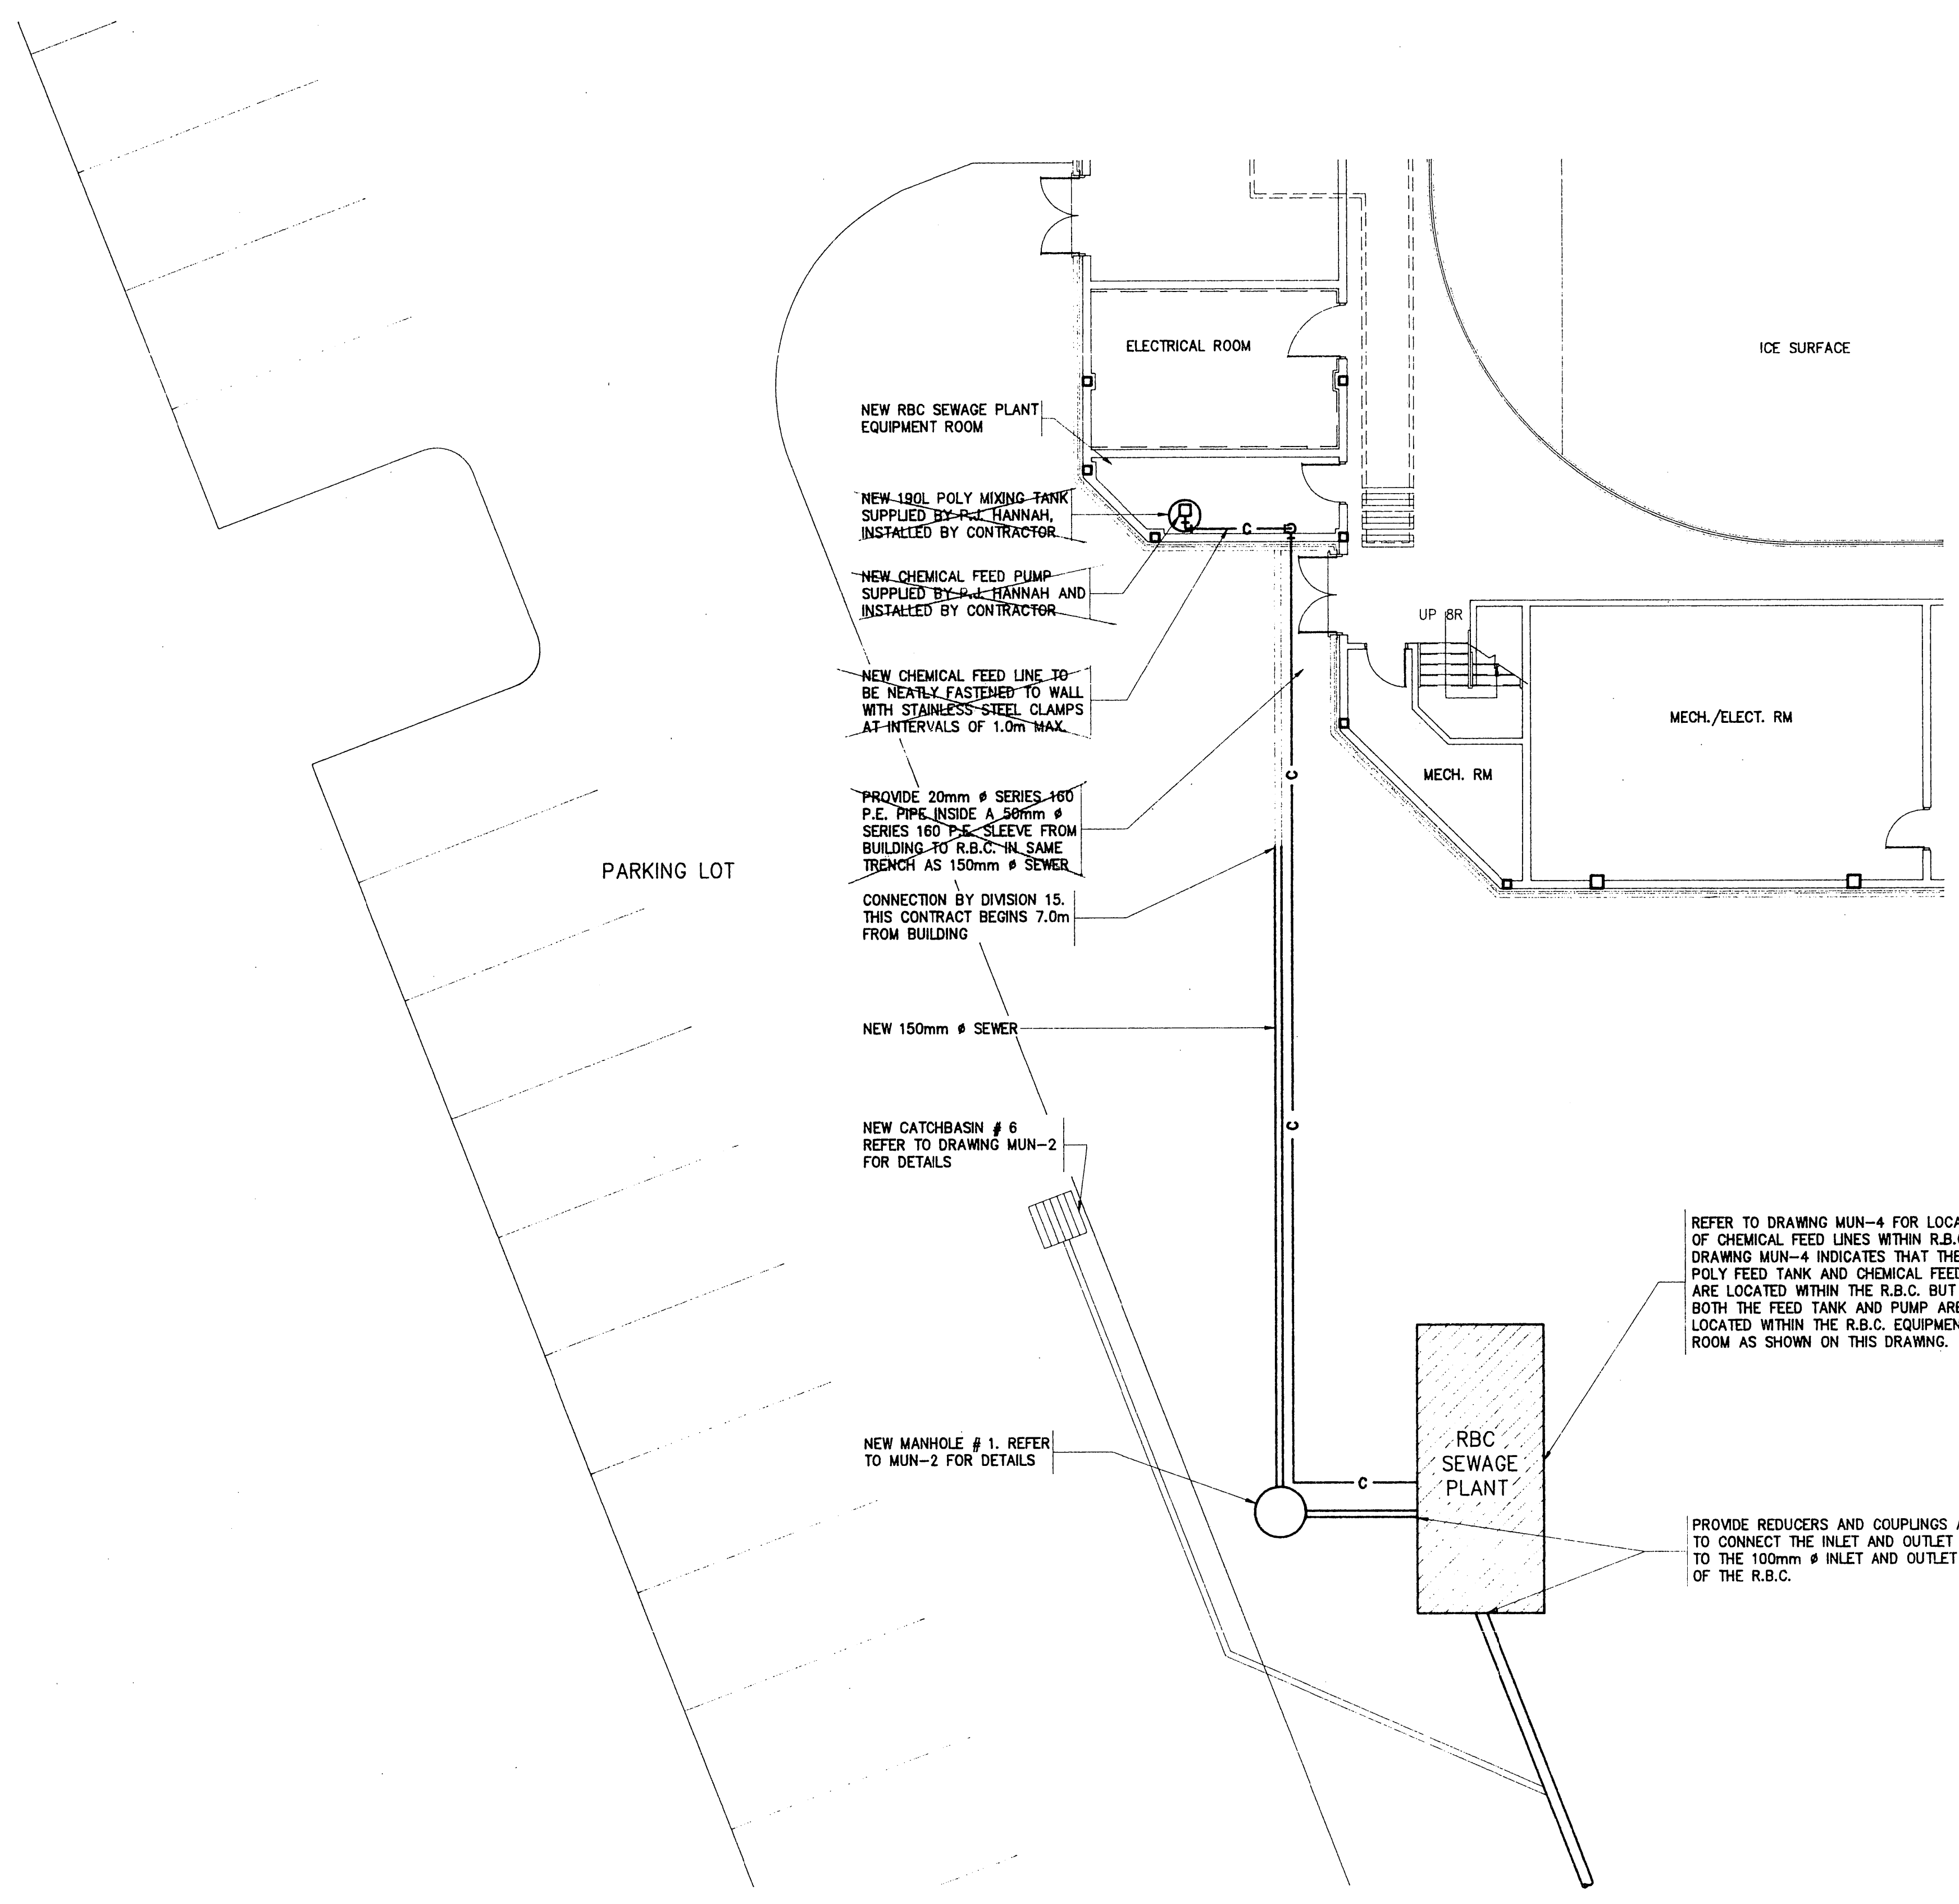 ELECTRICAL ROOM
ICE SURFACE
NEW RBC SEWAGE PLANT
EQUIPMENT ROOM
NEW 190L POLY MIXING TANK
SUPPLIED BY P.J. HANNAH,
INSTALLED BY CONTRACTOR
C
NEW CHEMICAL FEED PUMP
SUPPLIED BY P.J. HANNAH AND
INSTALLED BY CONTRACTOR
UP 8R
NEW CHEMICAL FEED LINE TO
BE NEATLY FASTENED TO WALL
WITH STAINLESS STEEL CLAMPS
AT INTERVALS OF 1.0m MAX.
MECH./ELECT. RM
MECH. RM
C
PROVIDE 20mm ø SERIES 160
P.E. PIPE INSIDE A 50mm ø
SERIES 160 P.E. SLEEVE FROM
BUILDING TO R.B.C. IN SAME
TRENCH AS 150mm ø SEWER
PARKING LOT
CONNECTION BY DIVISION 15.
THIS CONTRACT BEGINS 7.0m
FROM BUILDING
NEW 150mm ø SEWER
C
NEW CATCHBASIN # 6
REFER TO DRAWING MUN-2
FOR DETAILS
REFER TO DRAWING MUN-4 FOR LOCA
OF CHEMICAL FEED LINES WITHIN R.B.C
DRAWING MUN-4 INDICATES THAT THE
POLY FEED TANK AND CHEMICAL FEED
ARE LOCATED WITHIN THE R.B.C. BUT
BOTH THE FEED TANK AND PUMP ARE
LOCATED WITHIN THE R.B.C. EQUIPMEN
ROOM AS SHOWN ON THIS DRAWING.
NEW MANHOLE # 1. REFER
TO MUN-2 FOR DETAILS
RBC
SEWAGE
PLANT
C
PROVIDE REDUCERS AND COUPLINGS A
TO CONNECT THE INLET AND OUTLET
TO THE 100mm ø INLET AND OUTLET
OF THE R.B.C.